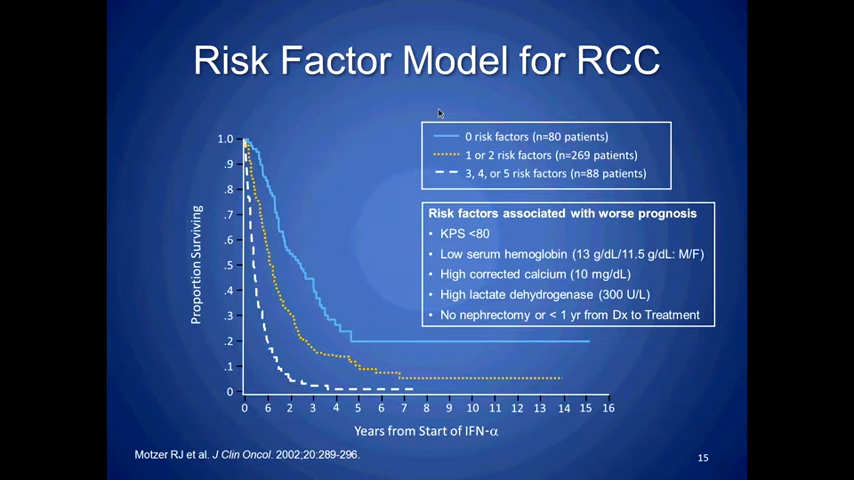 Risk Factor Model for RCC
0 risk factors (n=80 patients)
1 or 2 risk factors (n=269 patients)
3, 4, or 5 risk factors (n=88 patients)
Risk factors associated with worse prognosis
• KPS <80
• Low serum hemoglobin (13 g/dL/11.5 g/dL: M/F)
• High corrected calcium (10 mg/dL)
• High lactate dehydrogenase (300 U/L)
• No nephrectomy or < 1 yr from Dx to Treatment
Proportion Surviving
1.0
.9
.8
.7
.6
.5
.4
.3
.2
.1
0
0 6 2 3 4 5 6 7 8 9 10 11 12 13 14 15 16
Years from Start of IFN-α
Motzer RJ et al. J Clin Oncol. 2002;20:289-296.
15